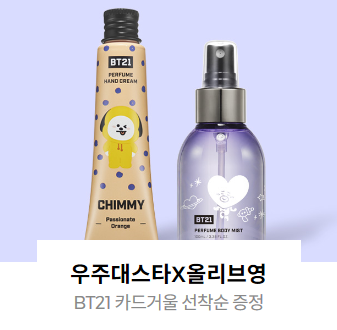 BT21
PERFUME
HAND CREAM
CHIMMY
Passionate
Orange
BT21
PERFUME BODY MIST
우주대스타X올리브영
BT21 카드거울 선착순 증정